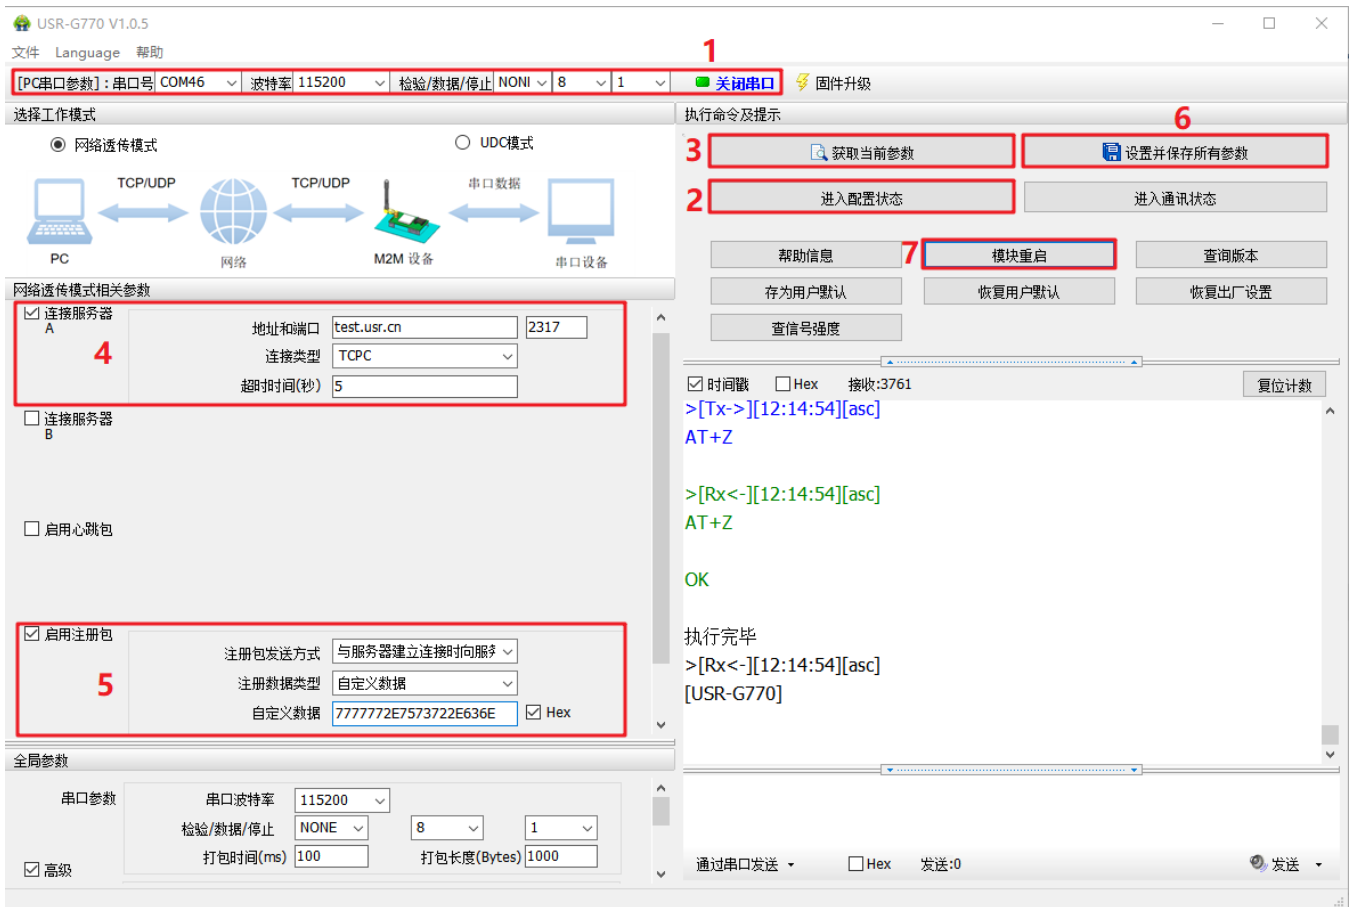 USR-G770 V1.0.5
文件 Language 帮助
1
[PC串口参数]：串口号 COM46 波特率 115200 检验/数据/停止 NONI 8 1 关闭串口 固件升级
选择工作模式
网络透传模式 UDC模式
TCP/UDP TCP/UDP 串口数据
PC 网络 M2M 设备 串口设备
网络透传模式相关参数
连接服务器
A
地址和端口 test.usr.cn 2317
4
连接类型 TCPC
超时时间(秒) 5
连接服务器
B
启用心跳包
启用注册包
注册包发送方式 与服务器建立连接时向服务
5
注册数据类型 自定义数据
自定义数据 7777772E7573722E636E Hex
全局参数
串口参数 串口波特率 115200
检验/数据/停止 NONE 8 1
打包时间(ms) 100 打包长度(Bytes) 1000
高级
执行命令及提示
6
3 获取当前参数 设置并保存所有参数
2 进入配置状态 进入通讯状态
帮助信息 7 模块重启 查询版本
存为用户默认 恢复用户默认 恢复出厂设置
查信号强度
时间戳 Hex 接收:3761 复位计数
>[Tx->][12:14:54][asc]
AT+Z
>[Rx<-][12:14:54][asc]
AT+Z
OK
执行完毕
>[Rx<-][12:14:54][asc]
[USR-G770]
通过串口发送 Hex 发送:0 发送